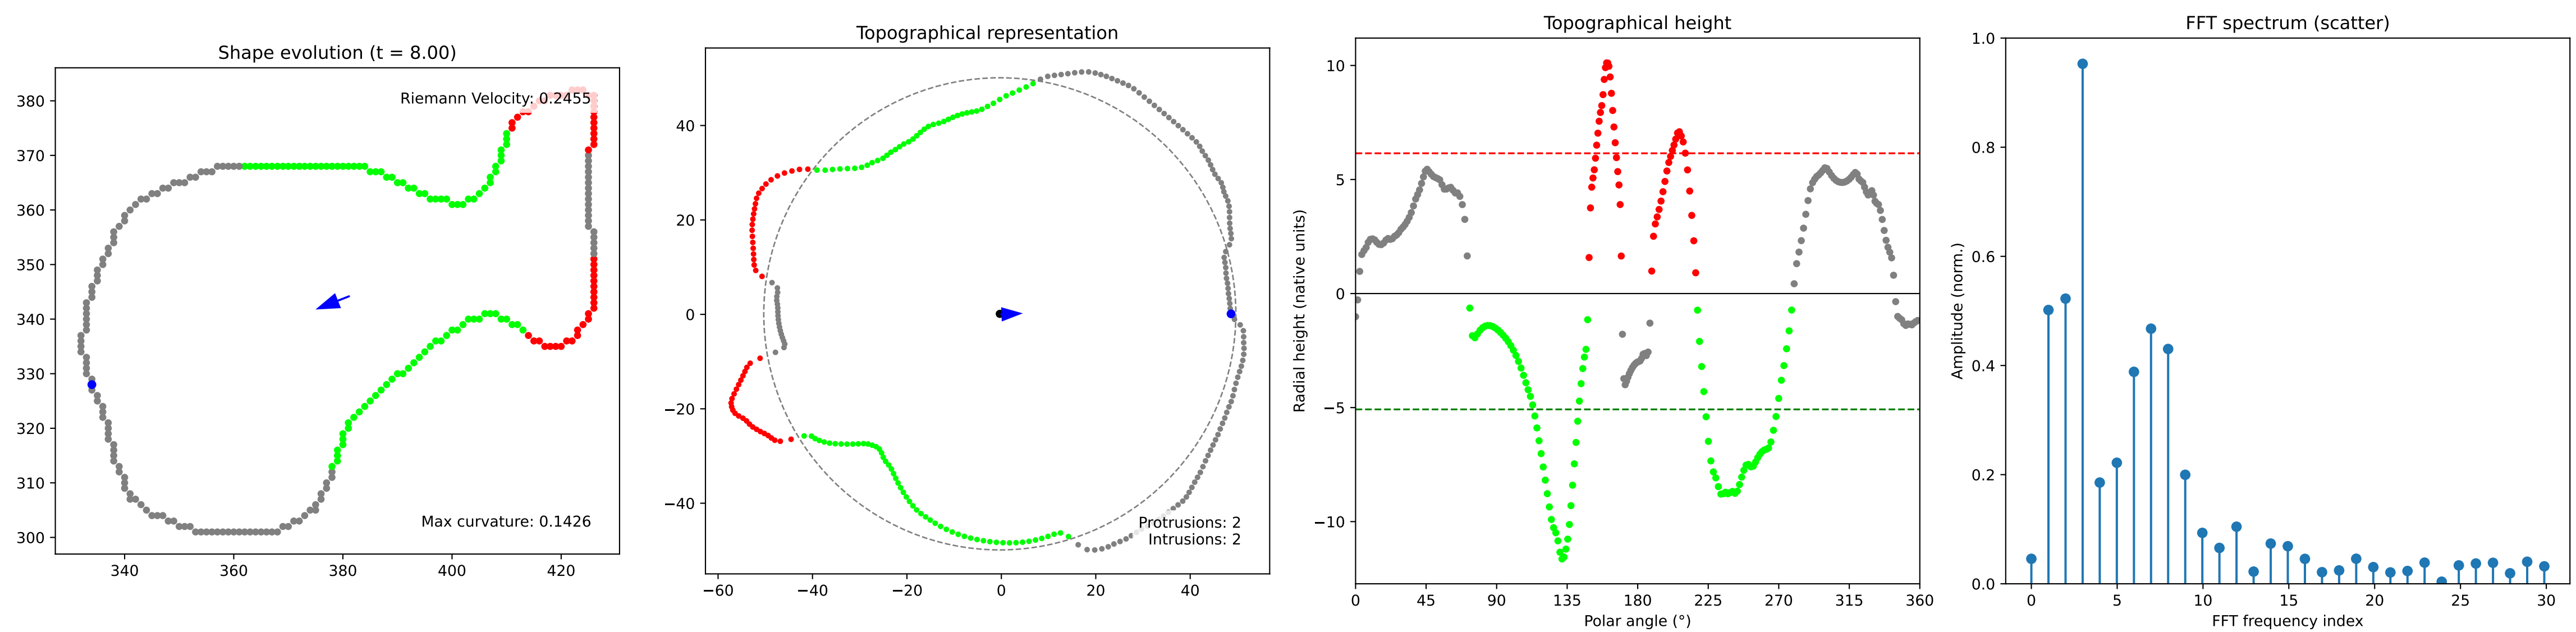 Shape evolution (t = 8.00)
Riemann Velocity: 0.2455
Max curvature: 0.1426
380
370
360
350
340
330
320
310
300
340 360 380 400 420
Topographical representation
40
20
0
−20
−40
−60 −40 −20 0 20 40
Protrusions: 2
Intrusions: 2
Topographical height
Radial height (native units)
10
5
0
−5
−10
0 45 90 135 180 225 270 315 360
Polar angle (°)
FFT spectrum (scatter)
Amplitude (norm.)
1.0
0.8
0.6
0.4
0.2
0.0
0 5 10 15 20 25 30
FFT frequency index